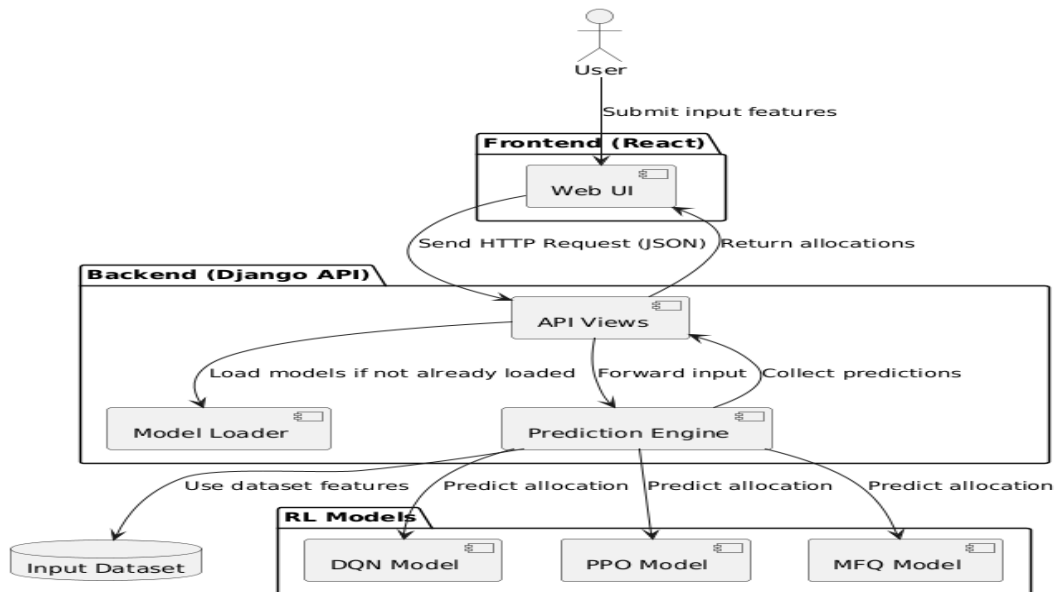 User
Submit input features
Frontend (React)
Web UI
Send HTTP Request (JSON)
Return allocations
Backend (Django API)
API Views
Load models if not already loaded
Forward input
Collect predictions
Model Loader
Prediction Engine
Use dataset features
Predict allocation
Predict allocation
Predict allocation
RL Models
Input Dataset
DQN Model
PPO Model
MFQ Model